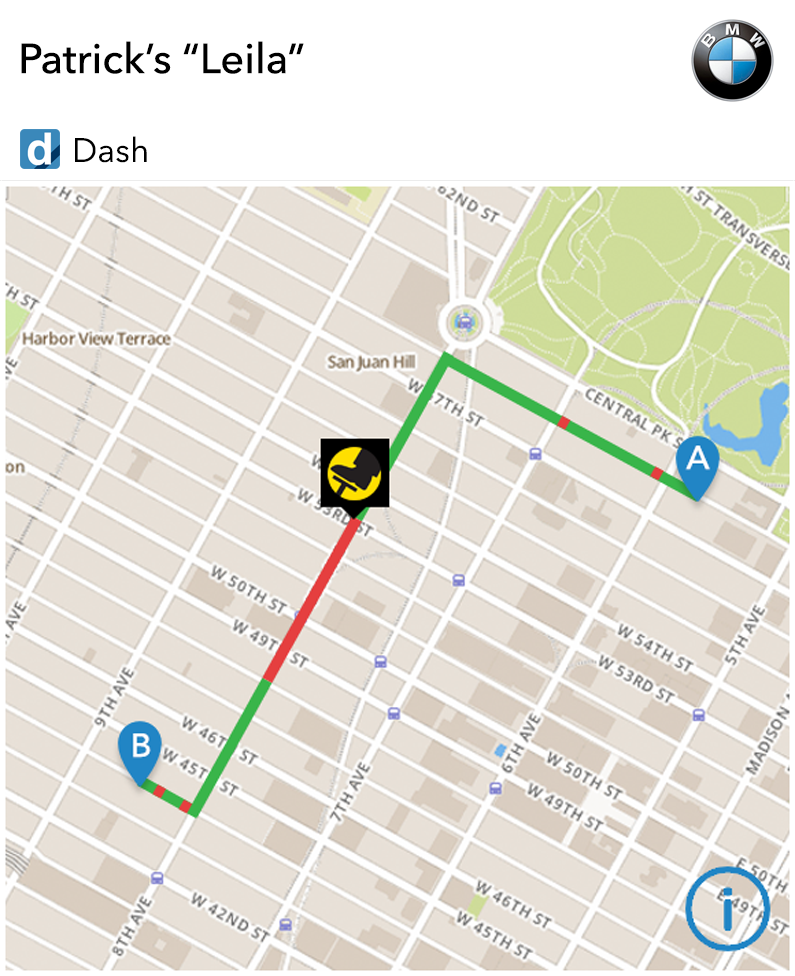 Patrick’s “Leila”
BMW
d Dash
TH ST
62ND ST
H ST TRANSVERSE
H ST
Harbor View Terrace
San Juan Hill
W 57TH ST
CENTRAL PK S
A
on
W
W 53RD ST
W 50TH ST
W 49TH ST
AVE
9TH AVE
W 54TH ST
W 53RD ST
5TH AVE
MADISON A
B
W 46TH ST
W 45TH ST
6TH AVE
W 50TH ST
W 49TH ST
7TH AVE
E 50TH
E 49TH ST
i
W 46TH ST
W 45TH ST
W 42ND ST
8TH AVE